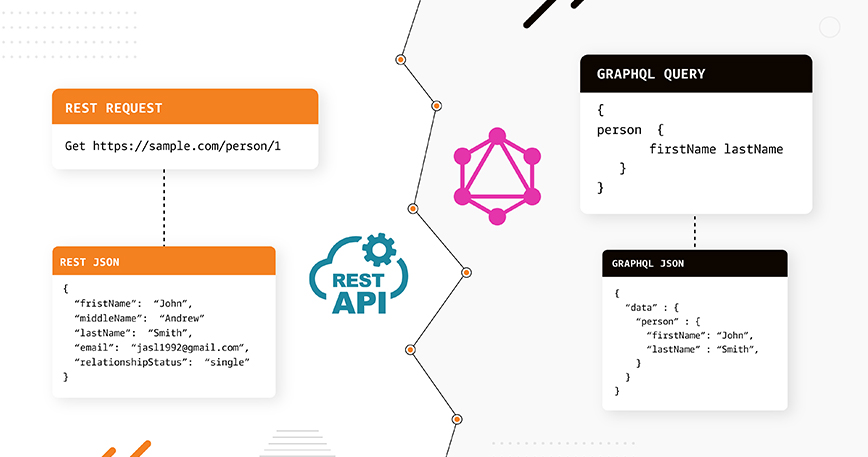 REST REQUEST
Get https://sample.com/person/1
REST JSON
{
“fristName”: “John”,
“middleName”: “Andrew”
“lastName”: “Smith”,
“email”: “jasl1992@gmail.com”,
“relationshipStatus”: “single”
}
REST
API
GRAPHQL QUERY
{
person {
firstName lastName
}
}
GRAPHQL JSON
{
“data” : {
“person” : {
“firstName”: “John”,
“lastName” : “Smith”,
}
}
}